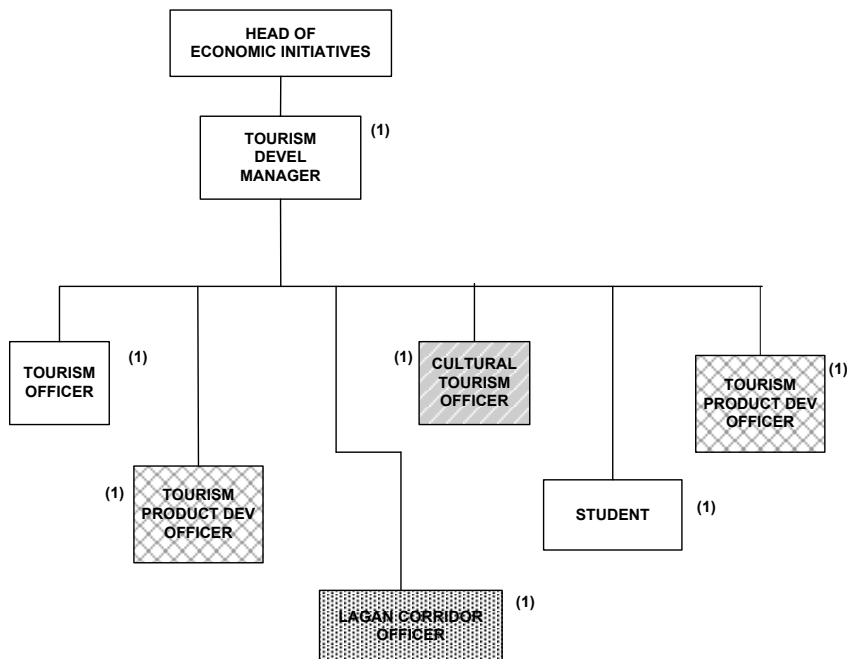 HEAD OF
ECONOMIC INITIATIVES
TOURISM
DEVEL
MANAGER
(1)
TOURISM
OFFICER
(1)
(1)
CULTURAL
TOURISM
OFFICER
TOURISM
PRODUCT DEV
OFFICER
(1)
(1)
TOURISM
PRODUCT DEV
OFFICER
STUDENT
(1)
LAGAN CORRIDOR
OFFICER
(1)